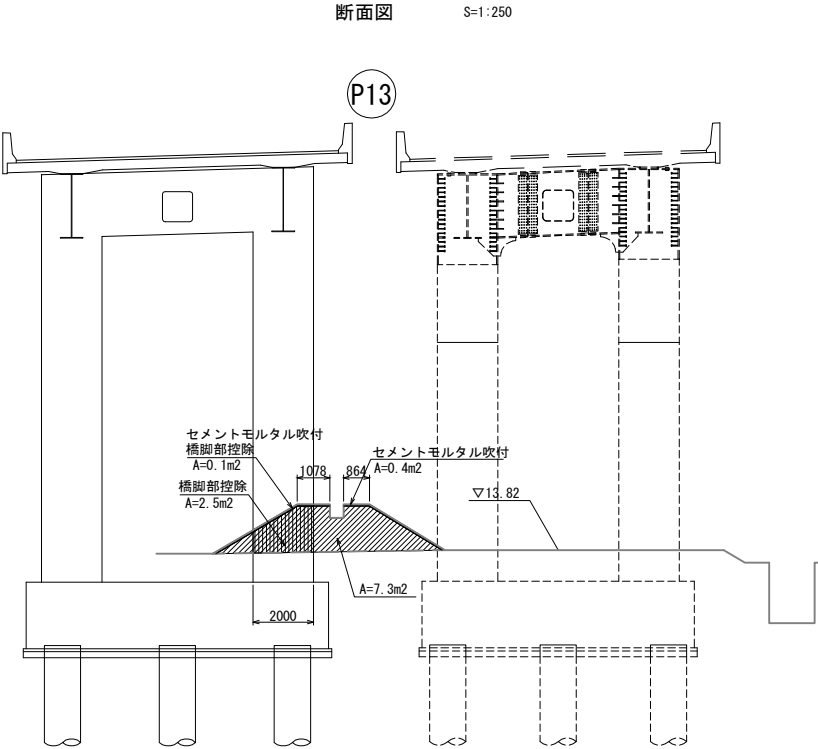 断面図
S=1:250
P13
セメントモルタル吹付
橋脚部控除
A=0.1m2
1078
864
セメントモルタル吹付
A=0.4m2
橋脚部控除
A=2.5m2
▽13.82
A=7.3m2
2000